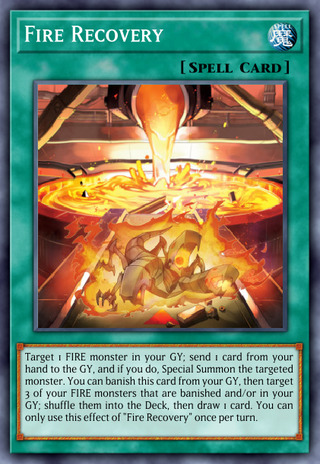 Fire Recovery
[Spell Card]
Target 1 FIRE monster in your GY; send 1 card from your
hand to the GY, and if you do, Special Summon the targeted
monster. You can banish this card from your GY, then target
3 of your FIRE monsters that are banished and/or in your
GY; shuffle them into the Deck, then draw 1 card. You can
only use this effect of "Fire Recovery" once per turn.